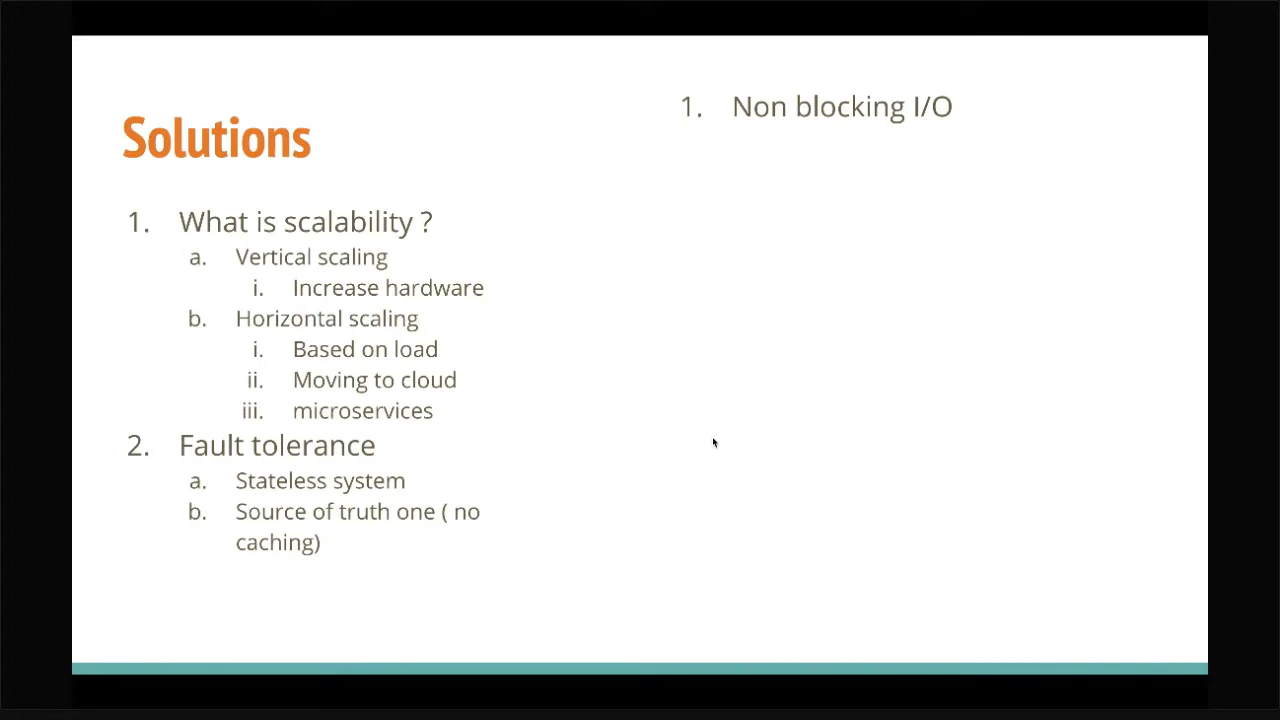 Solutions
1. What is scalability ?
a. Vertical scaling
i. Increase hardware
b. Horizontal scaling
i. Based on load
ii. Moving to cloud
iii. microservices
2. Fault tolerance
a. Stateless system
b. Source of truth one ( no
caching)
1. Non blocking I/O